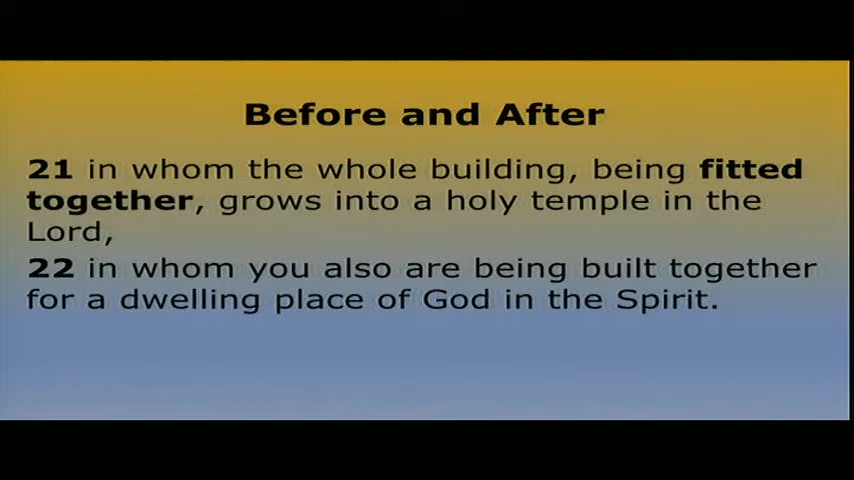 Before and After
21 in whom the whole building, being fitted
together, grows into a holy temple in the
Lord,
22 in whom you also are being built together
for a dwelling place of God in the Spirit.